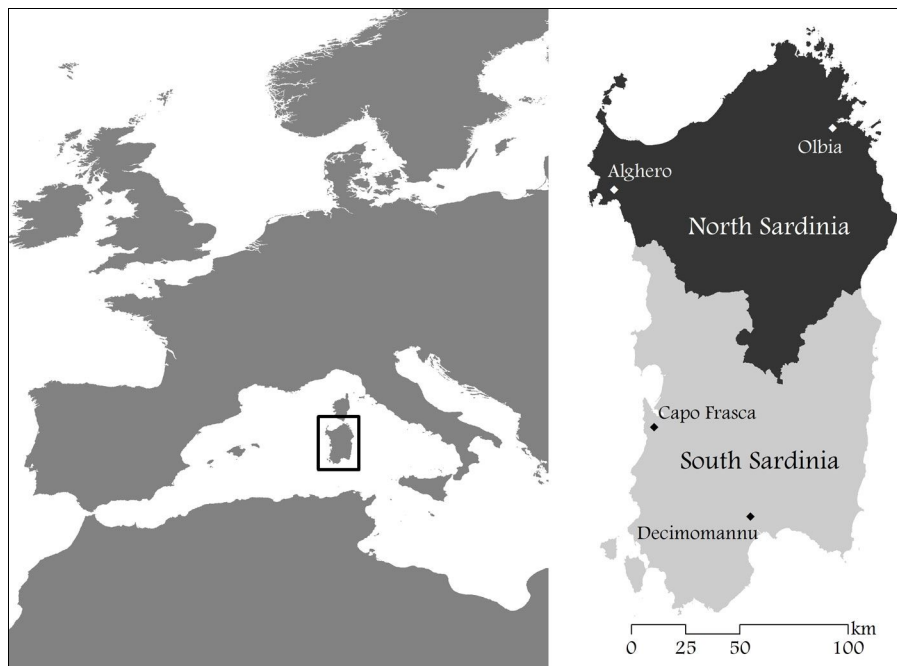 Olbia
Alghero
North Sardinia
Capo Frasca
South Sardinia
Decimomannu
km
0 25 50 100